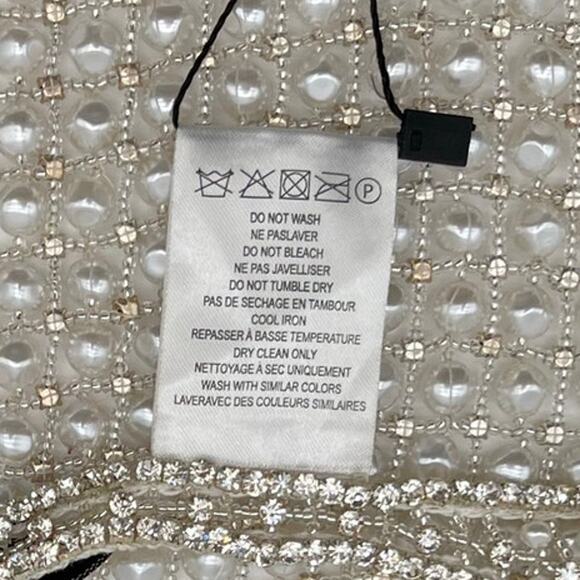 P
DO NOT WASH
NE PASLAVER
DO NOT BLEACH
NE PAS JAVELLISER
DO NOT TUMBLE DRY
PAS DE SECHAGE EN TAMBOUR
COOL IRON
REPASSER À BASSE TEMPERATURE
DRY CLEAN ONLY
NETTOYAGE À SEC UNIQUEMENT
WASH WITH SIMILAR COLORS
LAVERAVEC DES COULEURS SIMILAIRES